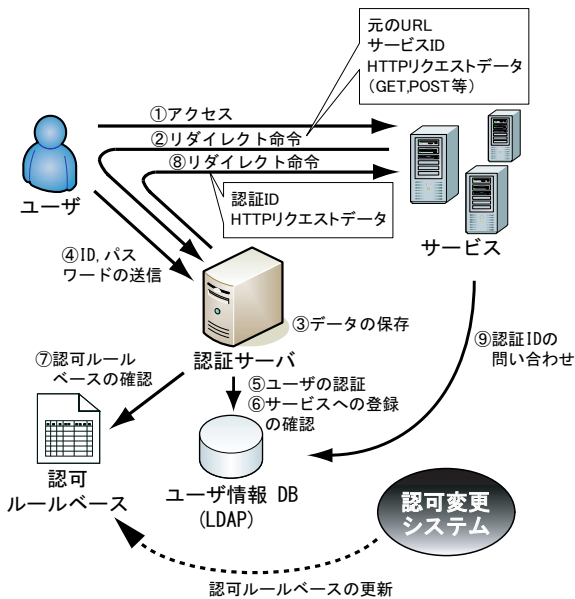 元のURL
サービスID
HTTPリクエストデータ
（GET,POST等）
①アクセス
②リダイレクト命令
⑧リダイレクト命令
ユーザ
認証ID
HTTPリクエストデータ
サービス
④ID, パス
ワードの送信
③データの保存
認証サーバ
⑨認証IDの
問い合わせ
⑦認可ルール
ベースの確認
⑤ユーザの認証
⑥サービスへの登録
の確認
認可
ルールベース
ユーザ情報 DB
(LDAP)
認可変更
システム
認可ルールベースの更新